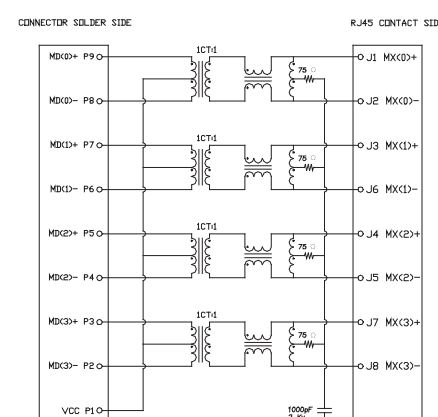 CONNECTOR SOLDER SIDE RJ45 CONTACT SID
1CT:1
MD(0)+ P9 J1 MX(0)+
75 Ω
MD(0)- P8 J2 MX(0)-
1CT:1
MD(1)+ P7 J3 MX(1)+
75 Ω
MD(1)- P6 J6 MX(1)-
1CT:1
MD(2)+ P5 J4 MX(2)+
75 Ω
MD(2)- P4 J5 MX(2)-
1CT:1
MD(3)+ P3 J7 MX(3)+
75 Ω
MD(3)- P2 J8 MX(3)-
VCC P1 1000pF